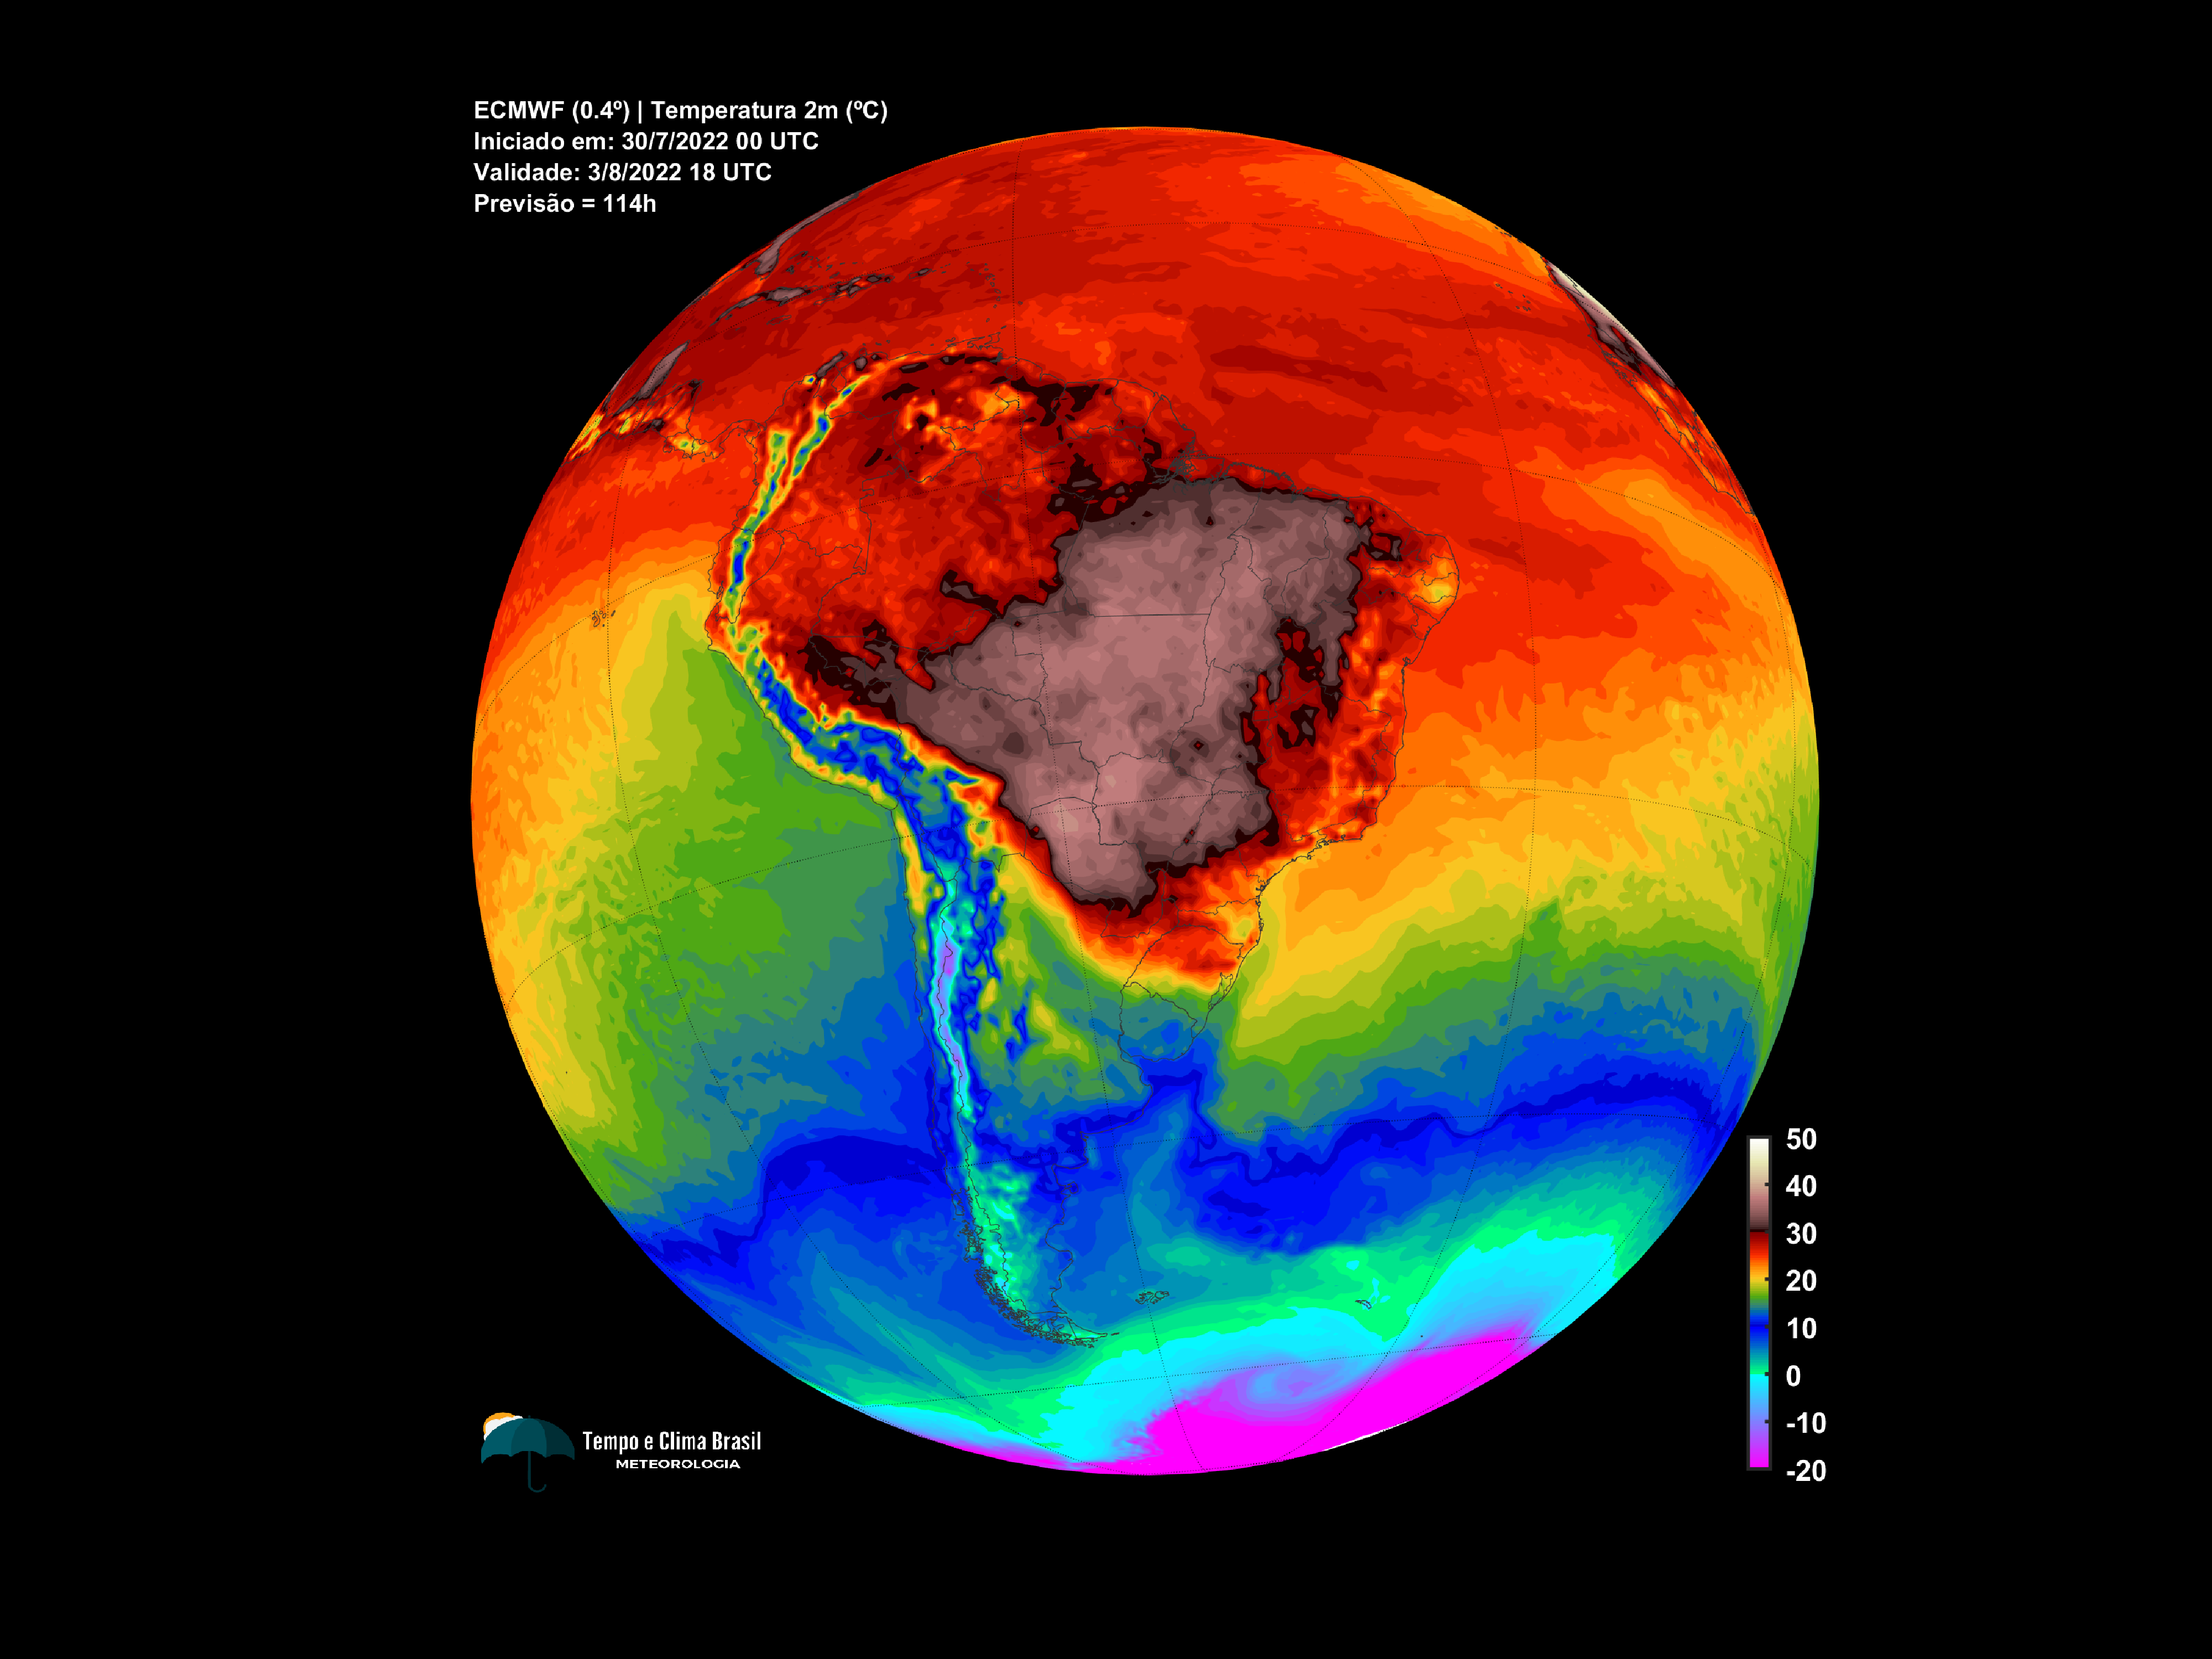 ECMWF (0.4º) | Temperatura 2m (ºC)
Iniciado em: 30/7/2022 00 UTC
Validade: 3/8/2022 18 UTC
Previsão = 114h
50
40
30
20
10
0
-10
-20
Tempo e Clima Brasil
METEOROLOGIA